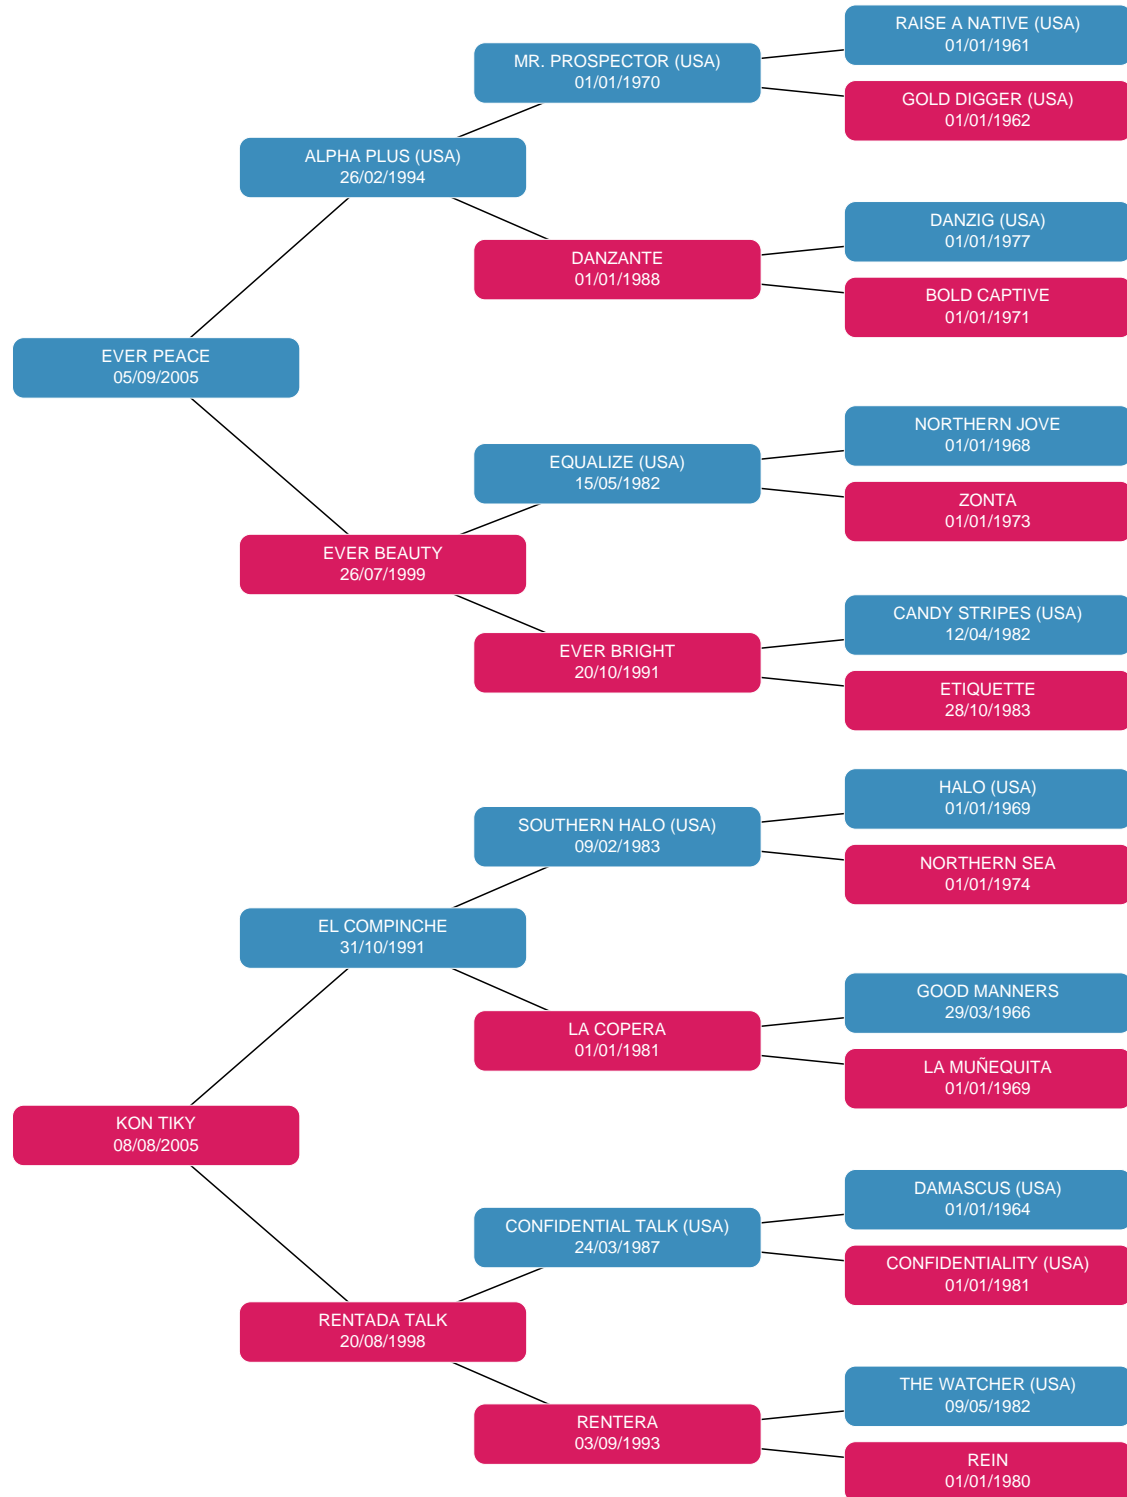 RAISE A NATIVE (USA)
01/01/1961
MR. PROSPECTOR (USA)
01/01/1970
GOLD DIGGER (USA)
01/01/1962
ALPHA PLUS (USA)
26/02/1994
DANZIG (USA)
01/01/1977
DANZANTE
01/01/1988
BOLD CAPTIVE
01/01/1971
EVER PEACE
05/09/2005
NORTHERN JOVE
01/01/1968
EQUALIZE (USA)
15/05/1982
ZONTA
01/01/1973
EVER BEAUTY
26/07/1999
CANDY STRIPES (USA)
12/04/1982
EVER BRIGHT
20/10/1991
ETIQUETTE
28/10/1983
HALO (USA)
01/01/1969
SOUTHERN HALO (USA)
09/02/1983
NORTHERN SEA
01/01/1974
EL COMPINCHE
31/10/1991
GOOD MANNERS
29/03/1966
LA COPERA
01/01/1981
LA MUÑEQUITA
01/01/1969
KON TIKY
08/08/2005
DAMASCUS (USA)
01/01/1964
CONFIDENTIAL TALK (USA)
24/03/1987
CONFIDENTIALITY (USA)
01/01/1981
RENTADA TALK
20/08/1998
THE WATCHER (USA)
09/05/1982
RENTERA
03/09/1993
REIN
01/01/1980